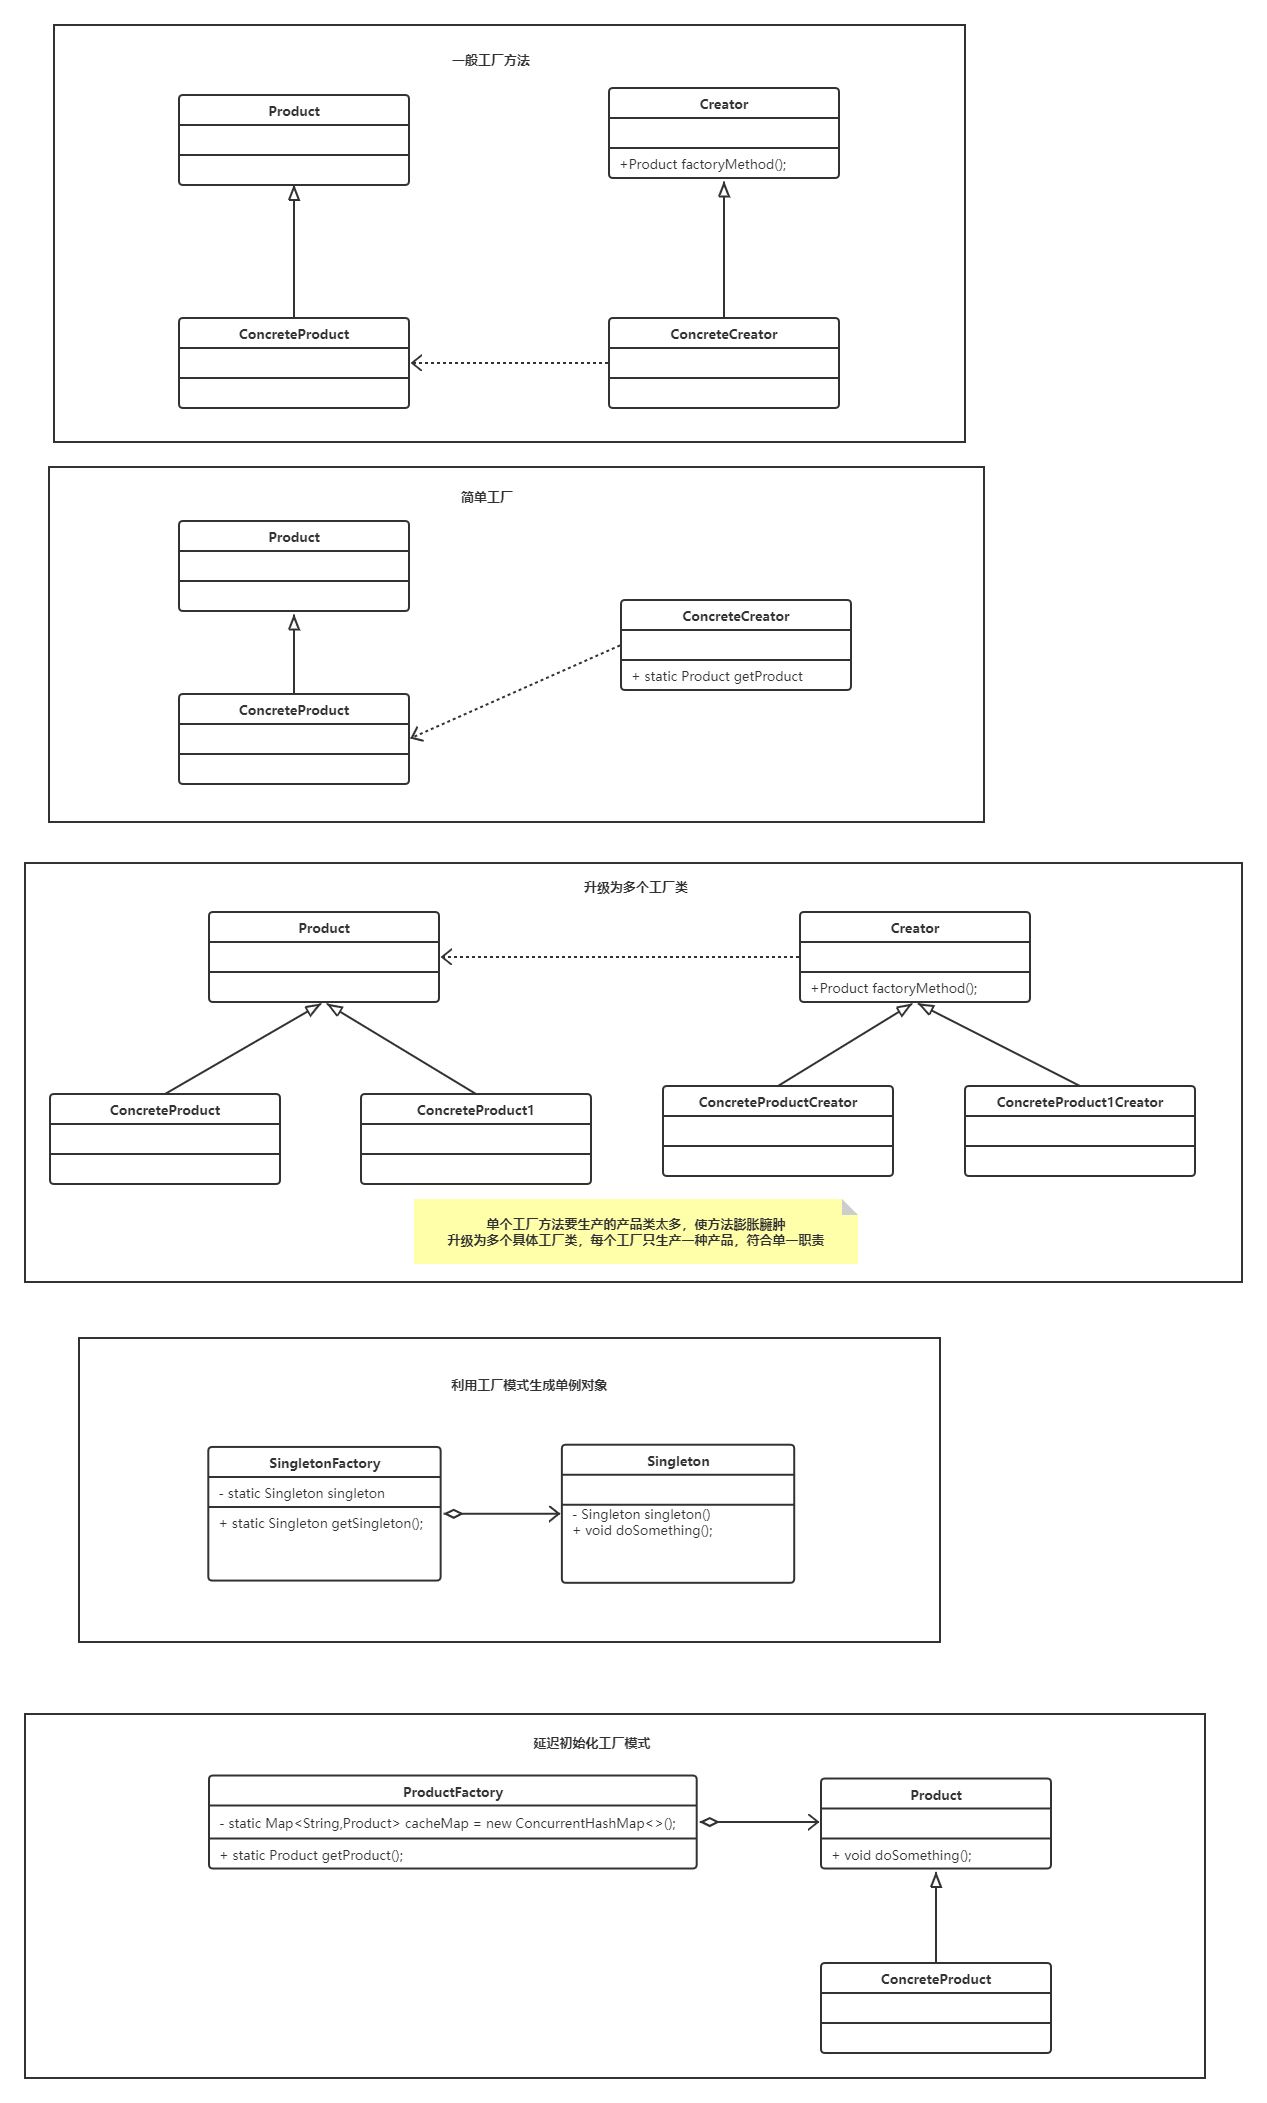 一般工厂方法
Product
Creator
+Product factoryMethod();
ConcreteProduct
ConcreteCreator
简单工厂
Product
ConcreteCreator
+ static Product getProduct
ConcreteProduct
升级为多个工厂类
Product
Creator
+Product factoryMethod();
ConcreteProduct
ConcreteProduct1
ConcreteProductCreator
ConcreteProduct1Creator
单个工厂方法要生产的产品类太多，使方法膨胀臃肿
升级为多个具体工厂类，每个工厂只生产一种产品，符合单一职责
利用工厂模式生成单例对象
SingletonFactory
- static Singleton singleton
+ static Singleton getSingleton();
Singleton
- Singleton singleton()
+ void doSomething();
延迟初始化工厂模式
ProductFactory
- static Map<String,Product> cacheMap = new ConcurrentHashMap<>();
+ static Product getProduct();
Product
+ void doSomething();
ConcreteProduct